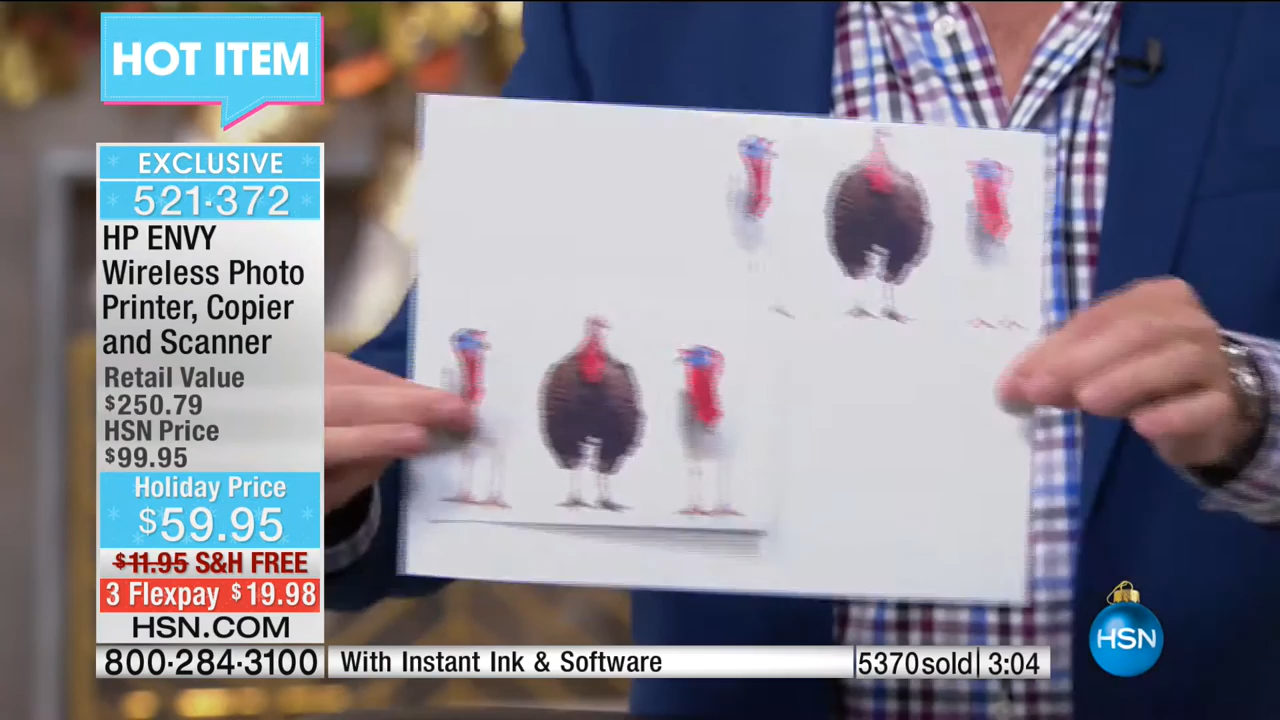 HOT ITEM
EXCLUSIVE
521·372
HP ENVY
Wireless Photo
Printer, Copier
and Scanner
Retail Value
$250.79
HSN Price
$99.95
Holiday Price
$59.95
$11.95 S&H FREE
3 Flexpay $19.98
HSN.COM
800·284·3100 With Instant Ink & Software 5370sold 3:04
HSN